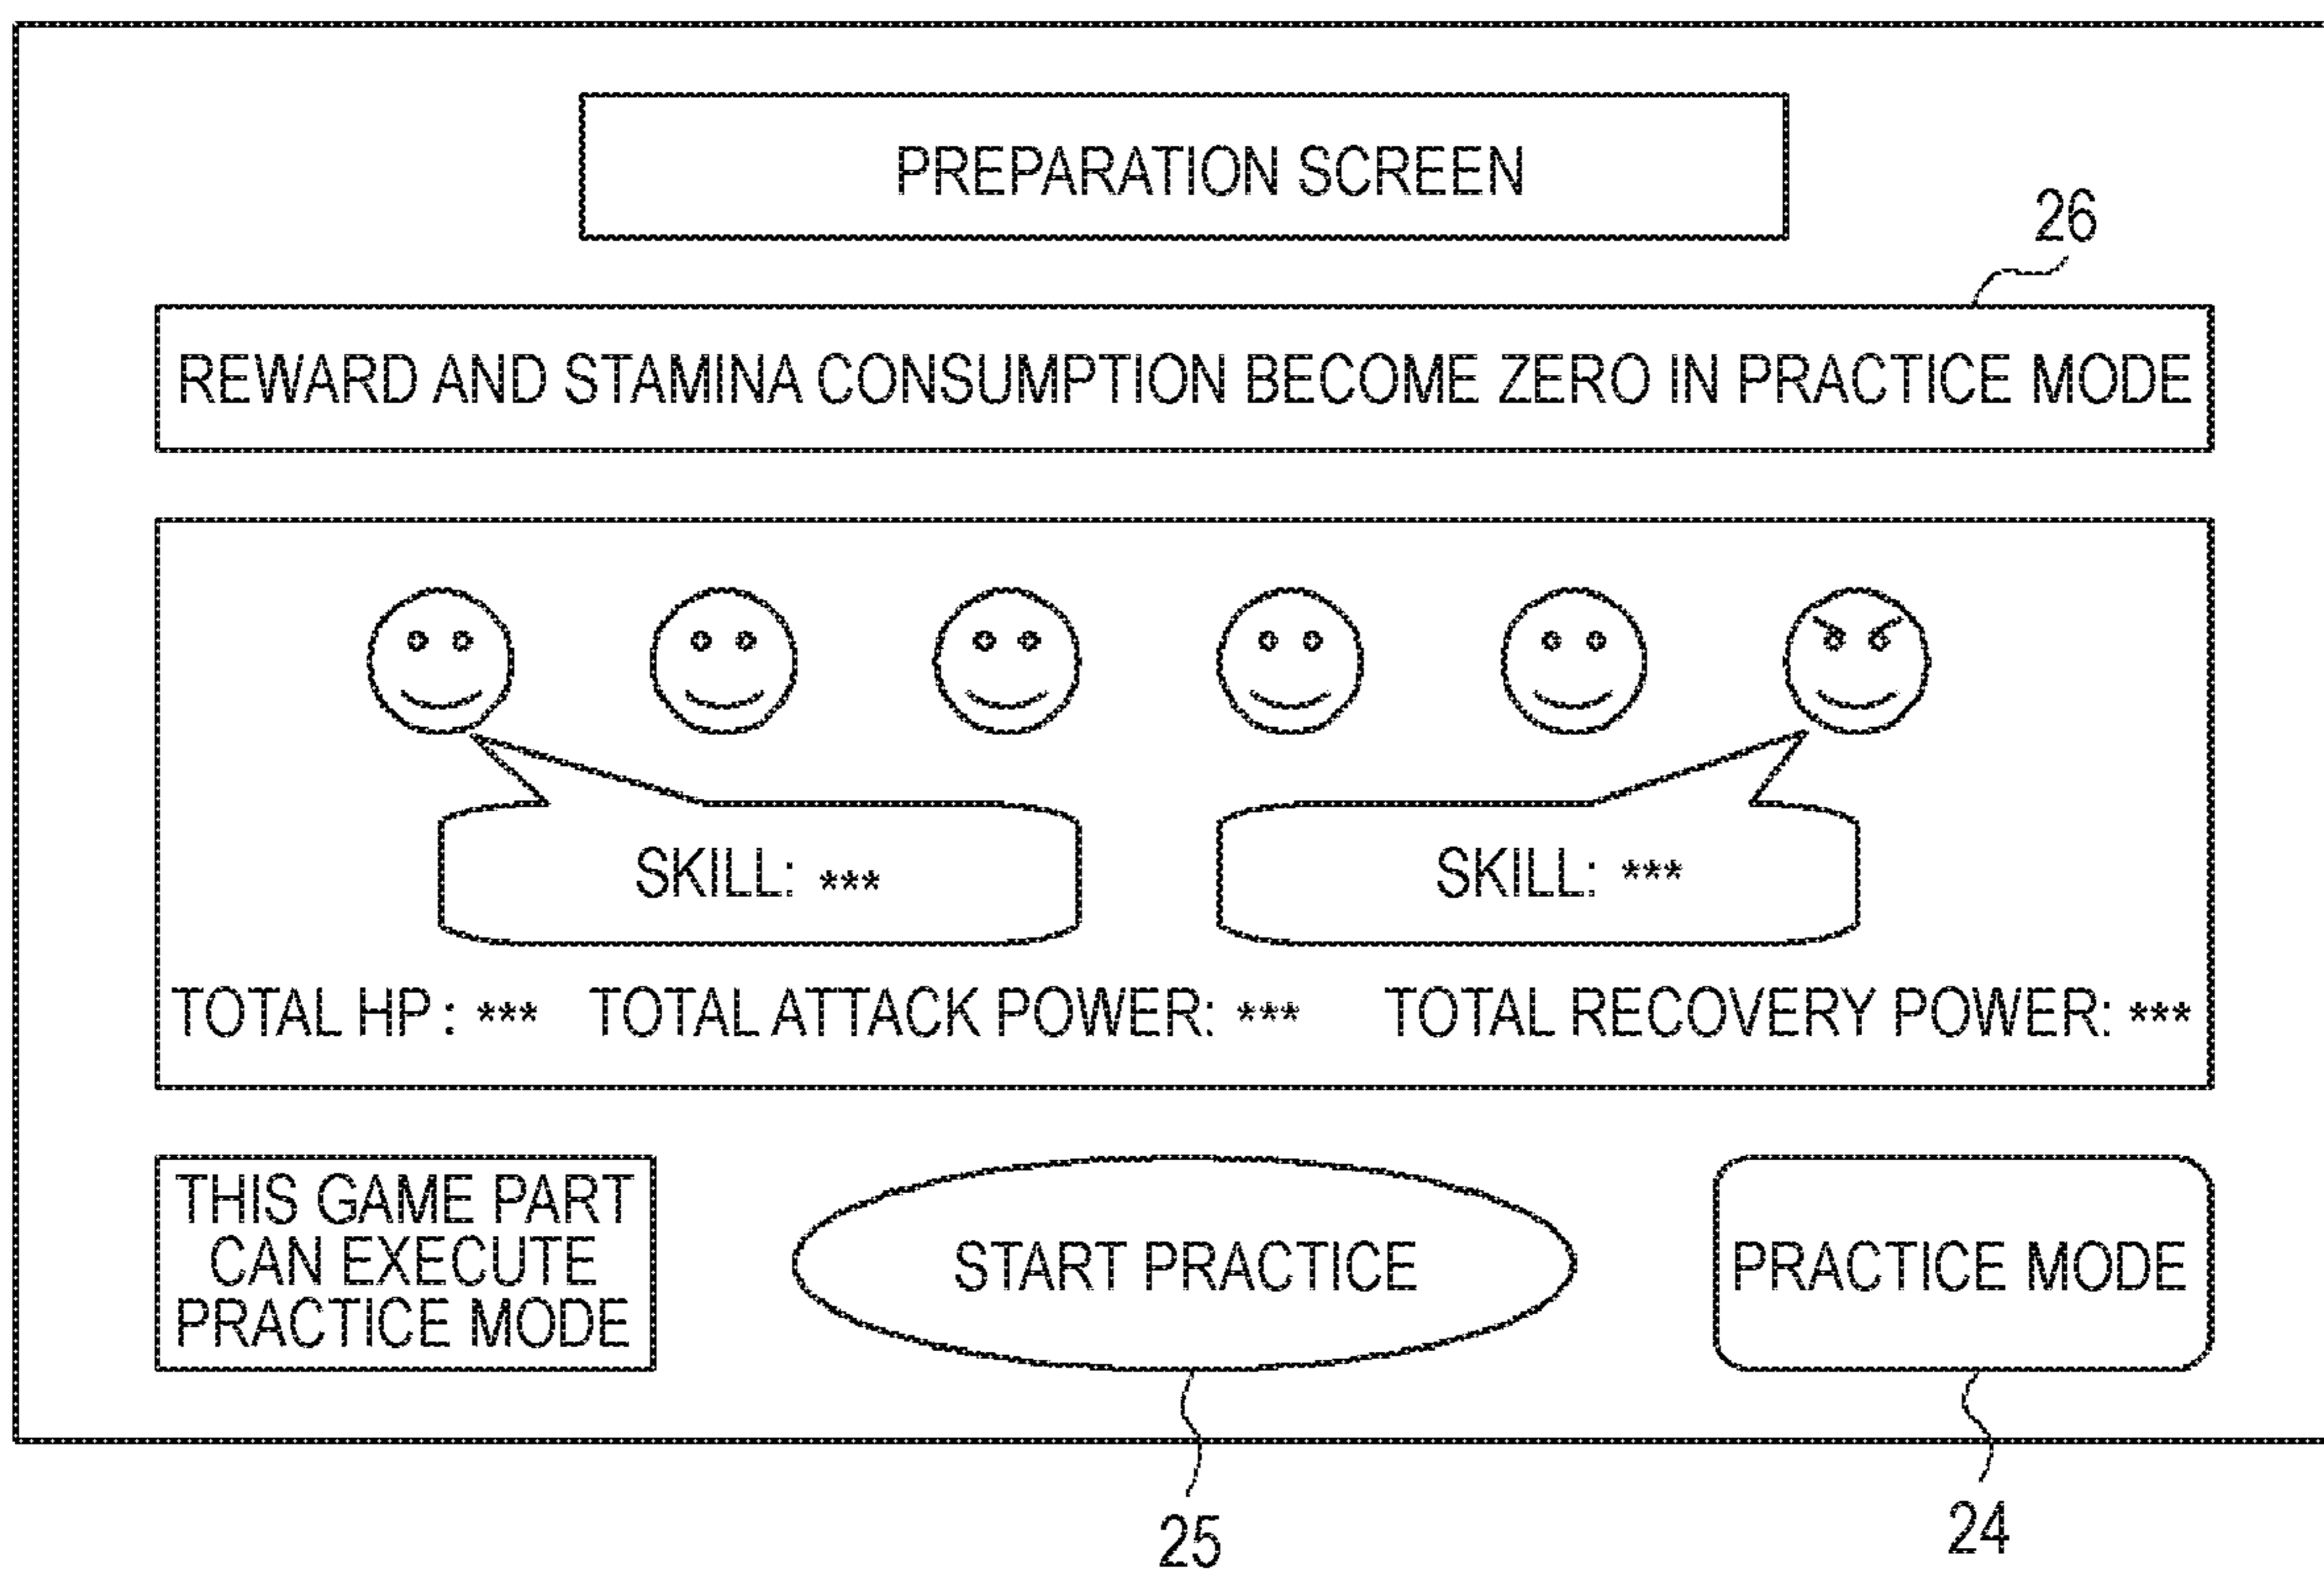 PREPARATION SCREEN
26
REWARD AND STAMINA CONSUMPTION BECOME ZERO IN PRACTICE MODE
SKILL: ***
SKILL: ***
TOTAL HP : *** TOTAL ATTACK POWER: *** TOTAL RECOVERY POWER: ***
THIS GAME PART
CAN EXECUTE
PRACTICE MODE
START PRACTICE
PRACTICE MODE
25
24